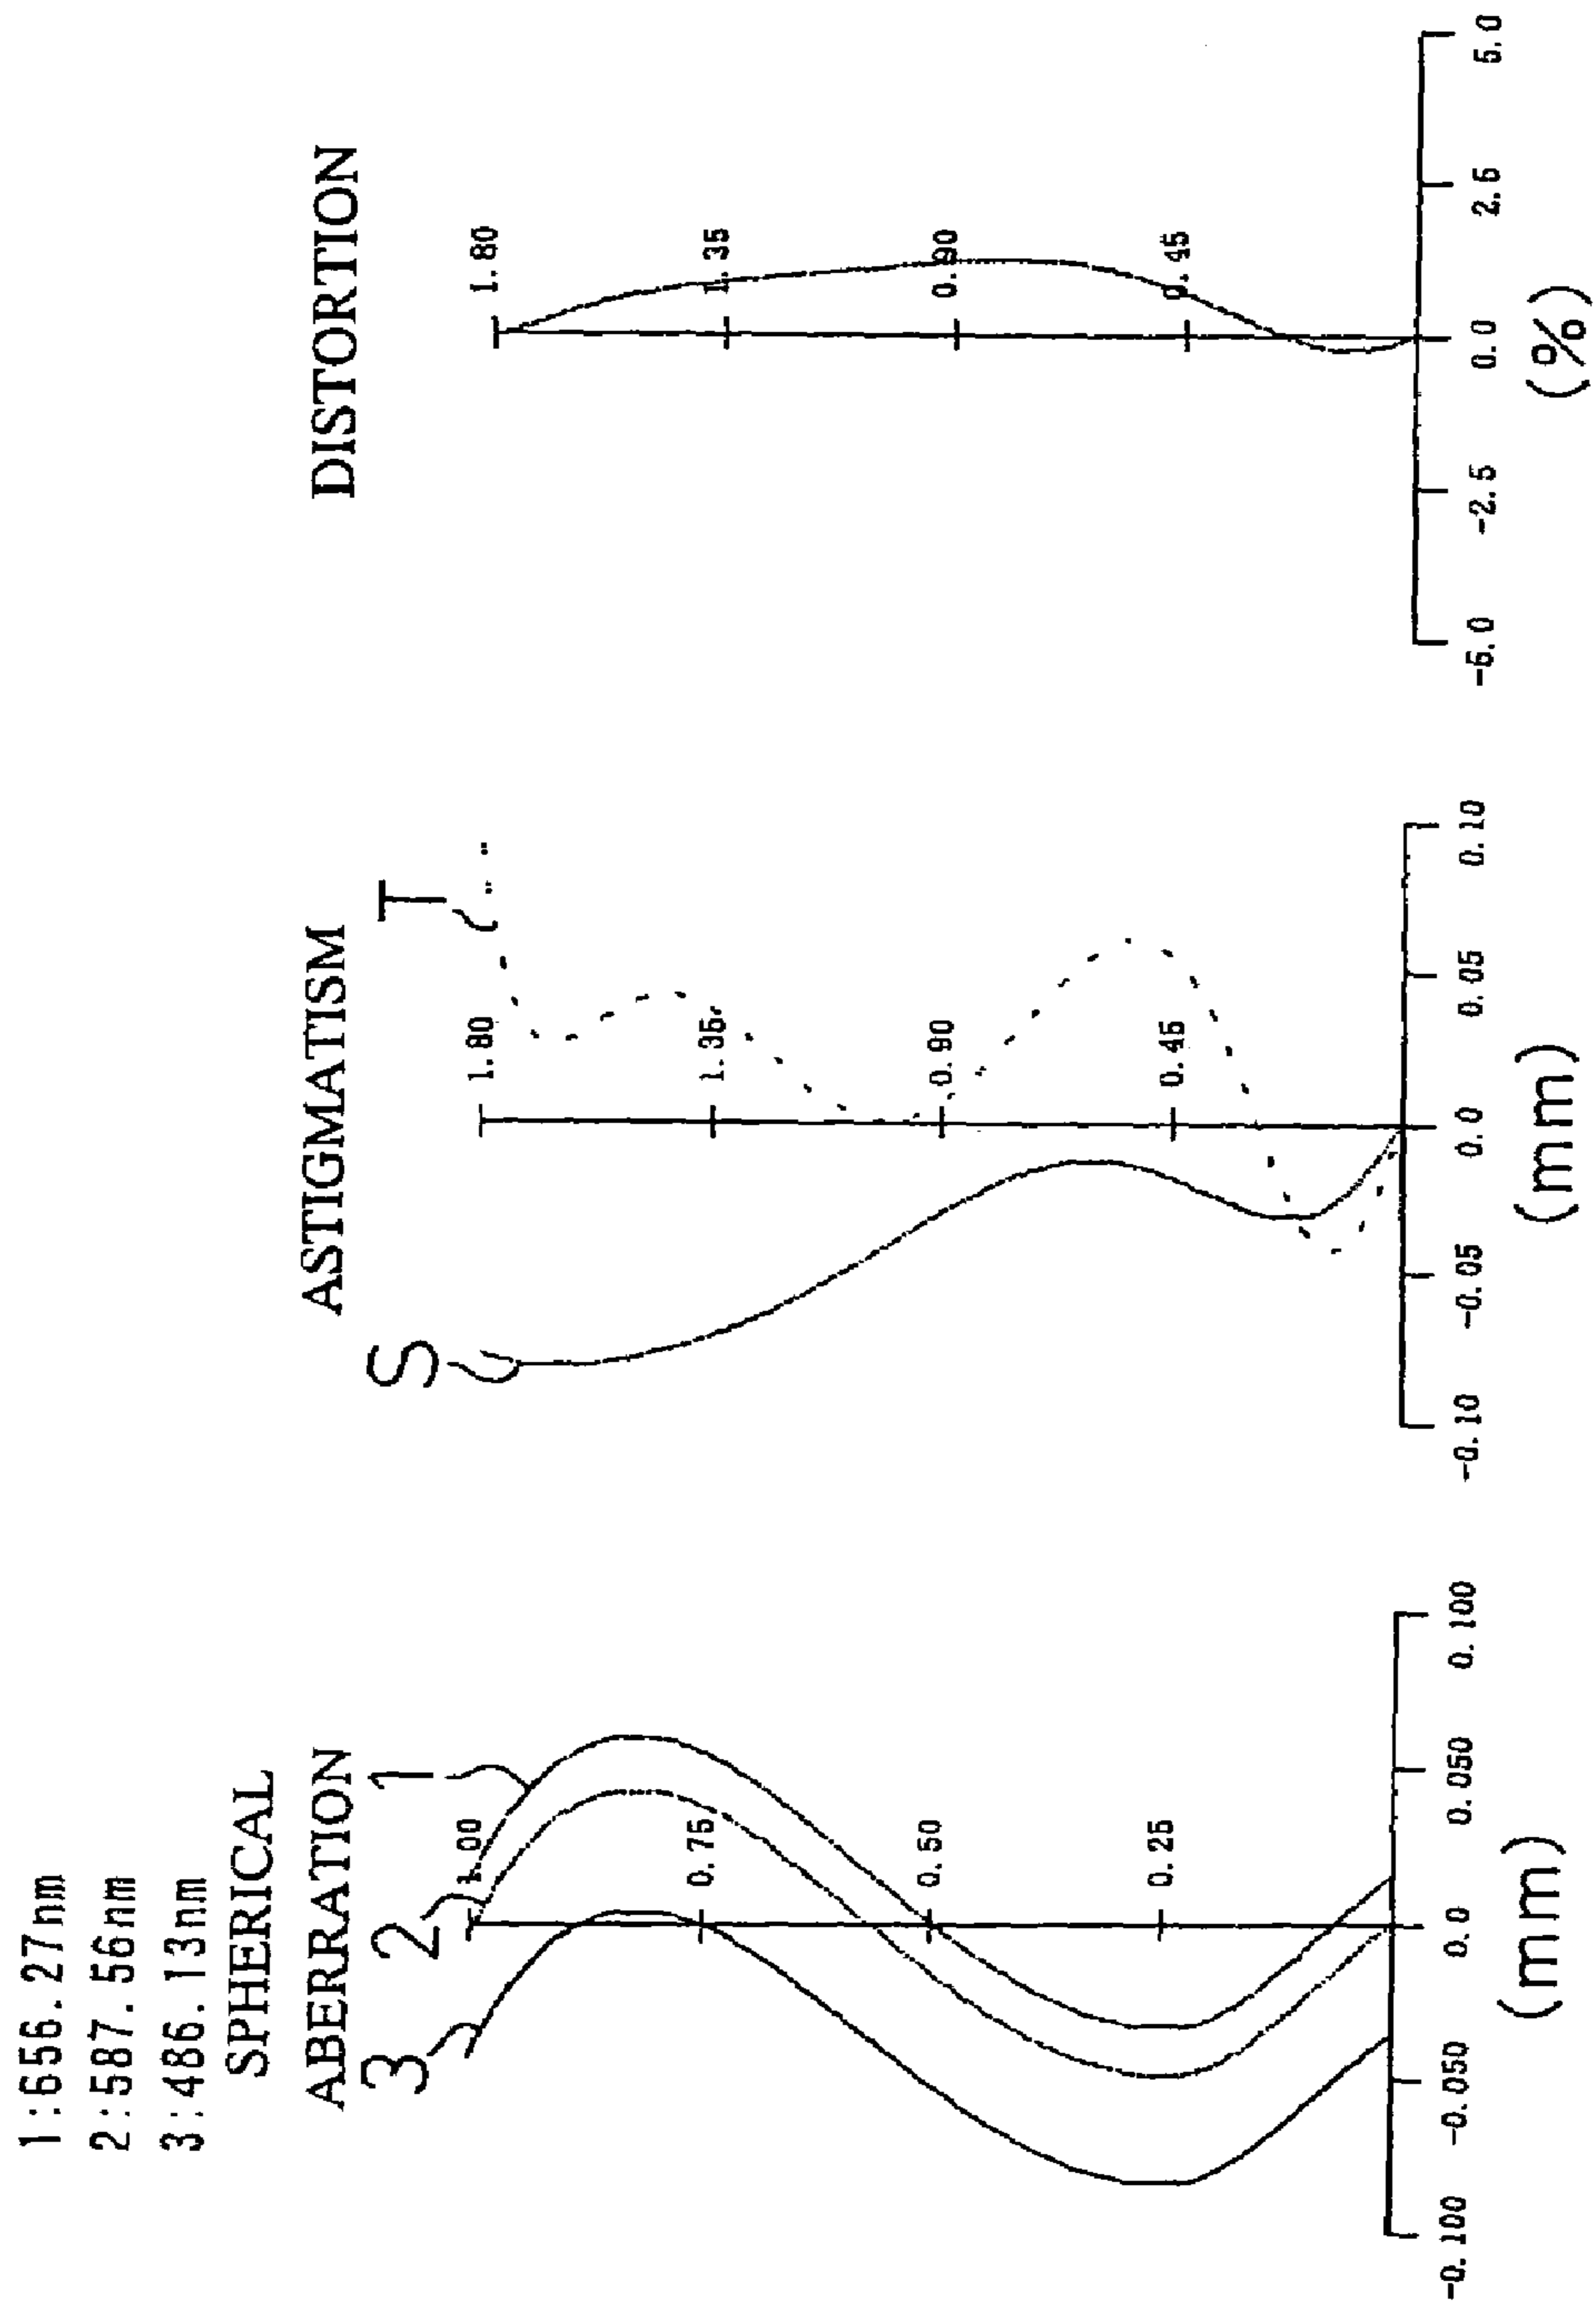 1:656.27nm
2:587.56nm
3:486.13nm
SPHERICAL
ABERRATION
3 2 1
1.00
0.75
0.50
0.25
-0.100 -0.050 0.0 0.050 0.100
(mm)
ASTIGMATISM
S T
1.80
1.35
0.90
0.45
-0.10 -0.05 0.0 0.05 0.10
(mm)
DISTORTION
1.80
1.35
0.90
0.45
-5.0 -2.5 0.0 2.5 5.0
(%)